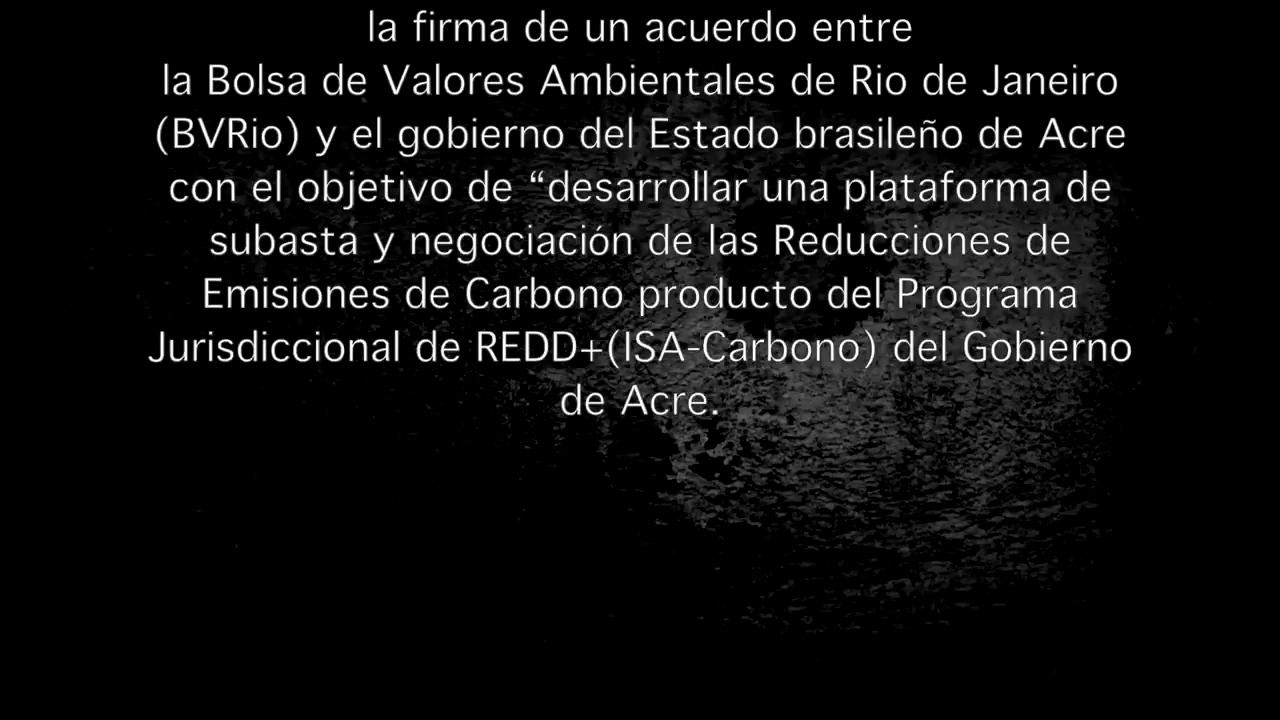 la firma de un acuerdo entre
la Bolsa de Valores Ambientales de Rio de Janeiro
(BVRio) y el gobierno del Estado brasileño de Acre
con el objetivo de “desarrollar una plataforma de
subasta y negociación de las Reducciones de
Emisiones de Carbono producto del Programa
Jurisdiccional de REDD+(ISA-Carbono) del Gobierno
de Acre.